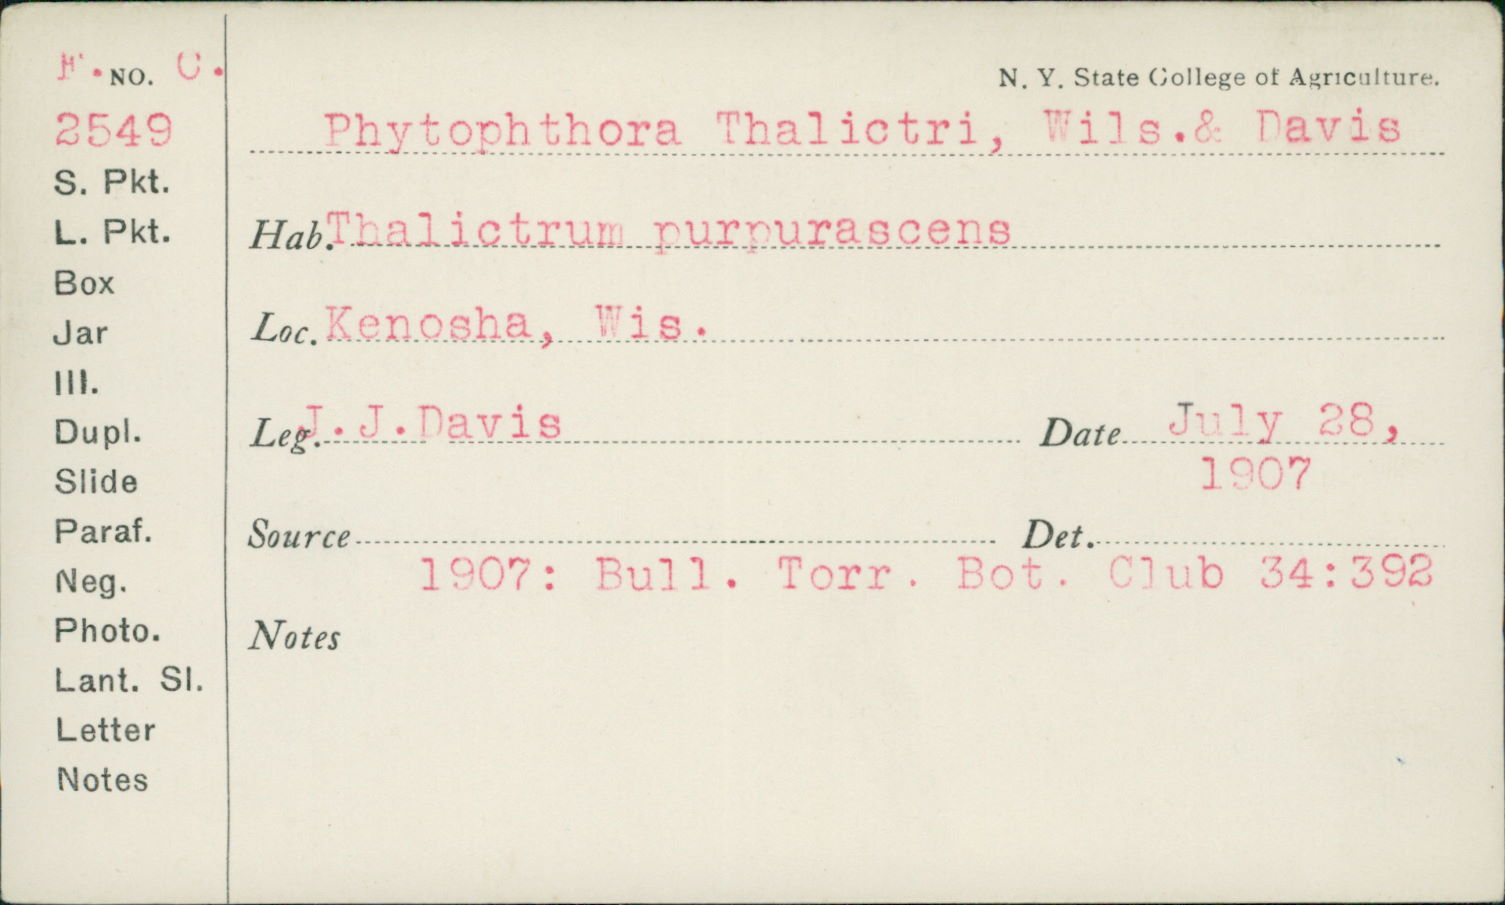 F. NO. C.
N. Y. State College of Agriculture.
2549
Phytophthora Thalictri, Wils.& Davis
S. Pkt.
L. Pkt.
Hab. Thalictrum purpurascens
Box
Loc. Kenosha, Wis.
Jar
Ill.
Leg. J.J.Davis Date July 28,
1907
Dupl.
Slide
Paraf.
Source Det.
1907: Bull. Torr. Bot. Club 34:392
Neg.
Photo.
Notes
Lant. Sl.
Letter
Notes